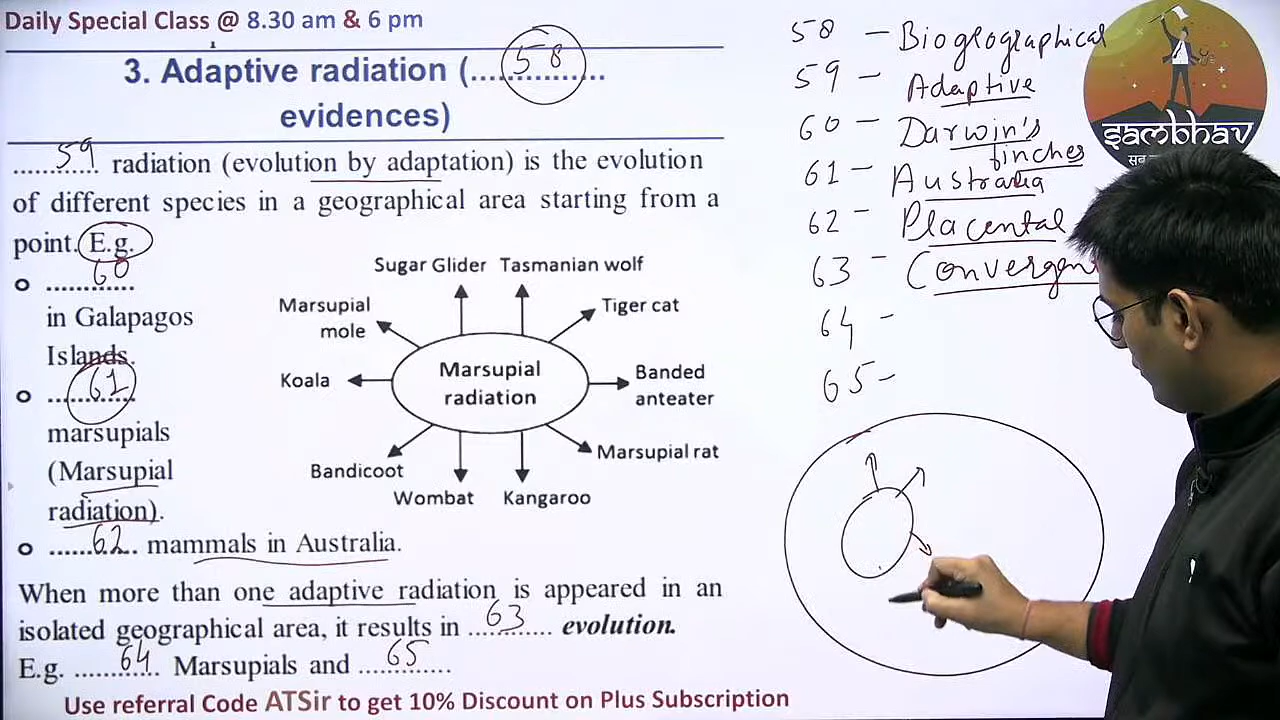 Daily Special Class @ 8.30 am & 6 pm
3. Adaptive radiation (....58....
evidences)
....59.... radiation (evolution by adaptation) is the evolution
of different species in a geographical area starting from a
point. E.g.
o ....60....
in Galapagos
Islands.
o ....61....
marsupials
(Marsupial
radiation).
o ....62.... mammals in Australia.
Sugar Glider Tasmanian wolf
Marsupial
mole
Tiger cat
Koala
Marsupial
radiation
Banded
anteater
Bandicoot
Marsupial rat
Wombat Kangaroo
When more than one adaptive radiation is appeared in an
isolated geographical area, it results in ....63.... evolution.
E.g. ....64.... Marsupials and ....65....
Use referral Code ATSir to get 10% Discount on Plus Subscription
58 - Biogeographical
59 - Adaptive
60 - Darwin's
finches
61 - Australia
62 - Placental
63 - Convergen
64 -
65 -
sambhav
सब